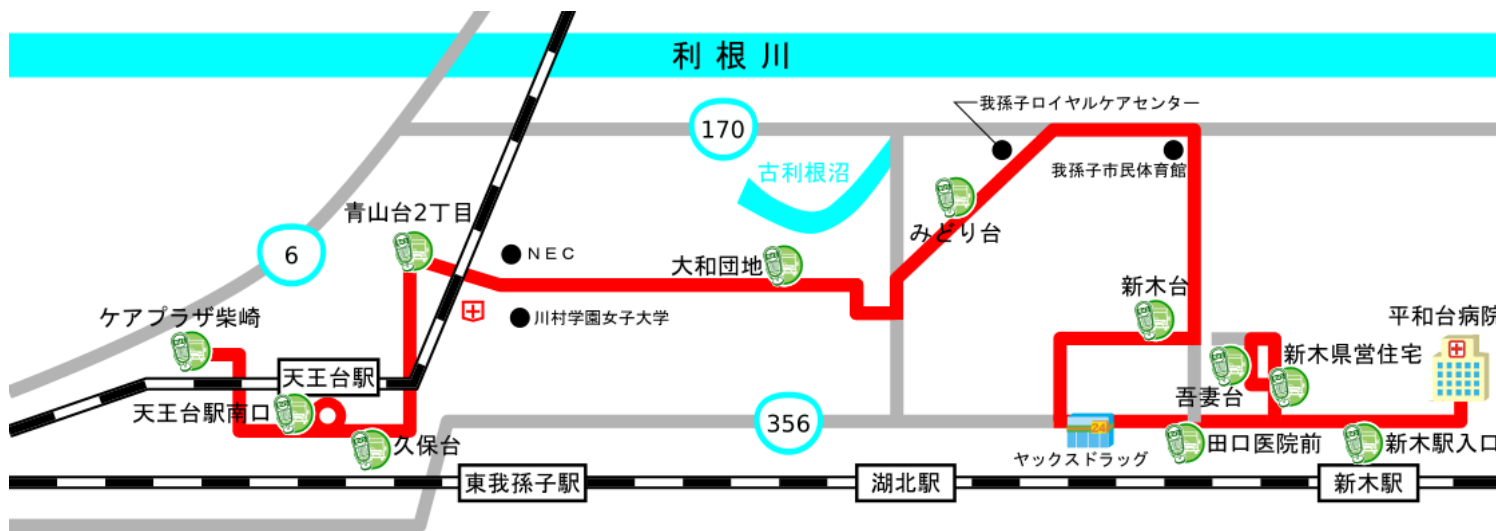 利根川
我孫子ロイヤルケアセンター
170
古利根沼
我孫子市民体育館
青山台2丁目
みどり台
6
NEC
大和団地
新木台
ケアプラザ柴崎
川村学園女子大学
平和台病院
天王台駅
新木県営住宅
吾妻台
天王台駅南口
356
24
久保台
ヤックスドラッグ
田口医院前
新木駅入口
東我孫子駅
湖北駅
新木駅